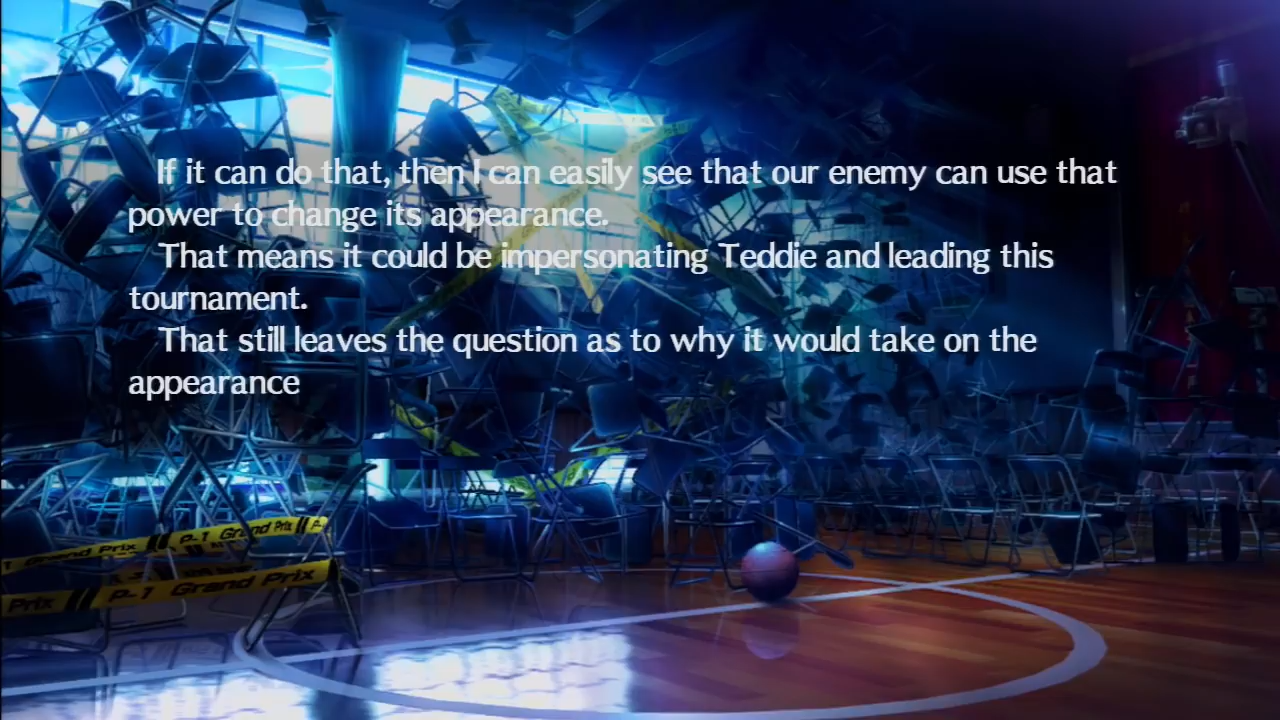 If it can do that, then I can easily see that our enemy can use that
power to change its appearance.
That means it could be impersonating Teddie and leading this
tournament.
That still leaves the question as to why it would take on the
appearance
P-1 Grand Prix
Prix
P-1 Grand Prix